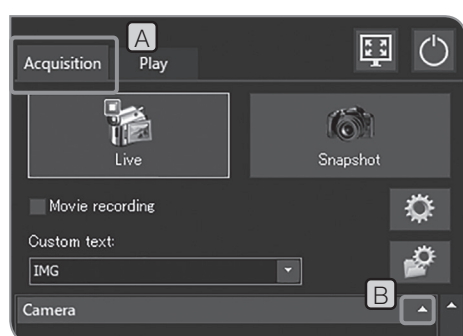 A
Acquisition Play
Live Snapshot
Movie recording
Custom text:
IMG
B
Camera